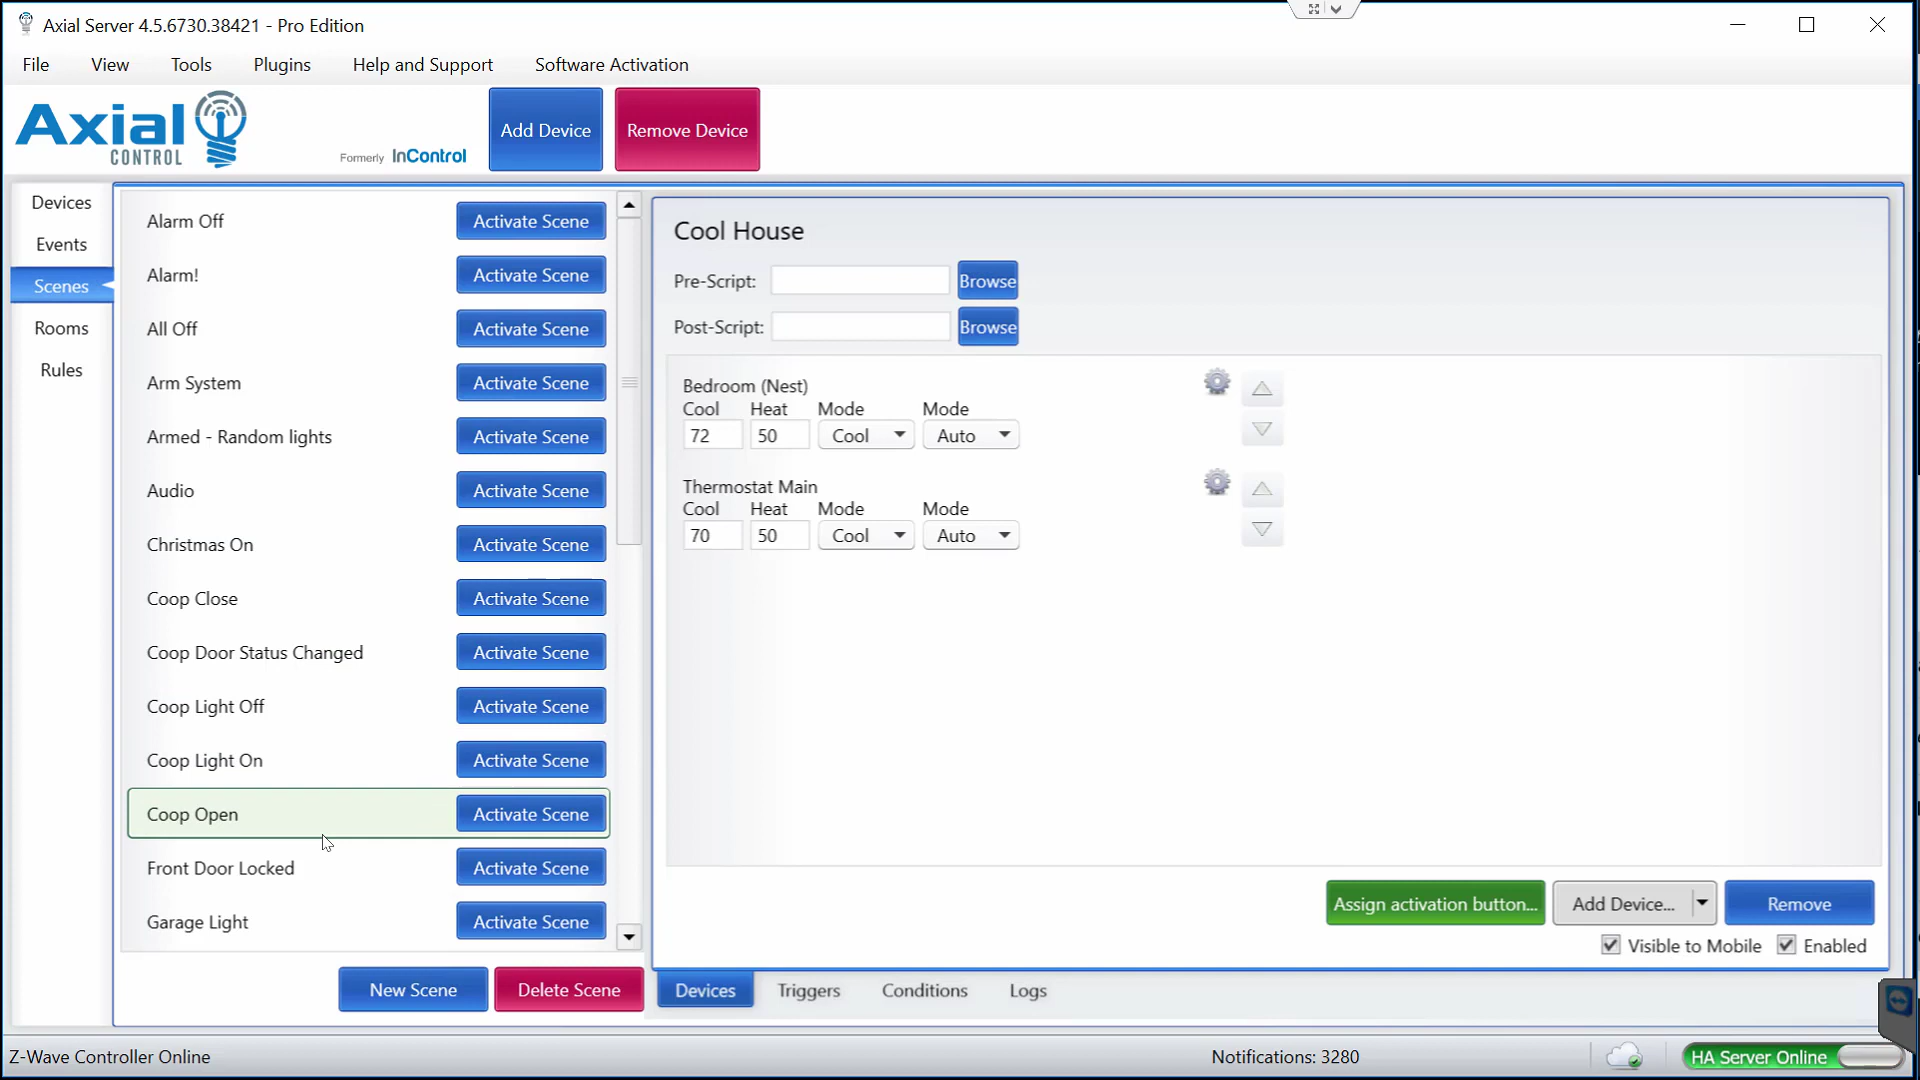 Axial Server 4.5.6730.38421 - Pro Edition
File View Tools Plugins Help and Support Software Activation
Axial
CONTROL
Formerly InControl
Add Device
Remove Device
Devices
Events
Scenes
Rooms
Rules
Alarm Off Activate Scene
Alarm! Activate Scene
All Off Activate Scene
Arm System Activate Scene
Armed - Random lights Activate Scene
Audio Activate Scene
Christmas On Activate Scene
Coop Close Activate Scene
Coop Door Status Changed Activate Scene
Coop Light Off Activate Scene
Coop Light On Activate Scene
Coop Open Activate Scene
Front Door Locked Activate Scene
Garage Light Activate Scene
New Scene Delete Scene
Cool House
Pre-Script: Browse
Post-Script: Browse
Bedroom (Nest)
Cool Heat Mode Mode
72 50 Cool Auto
Thermostat Main
Cool Heat Mode Mode
70 50 Cool Auto
Assign activation button... Add Device... Remove
Visible to Mobile Enabled
Devices Triggers Conditions Logs
Z-Wave Controller Online Notifications: 3280 HA Server Online